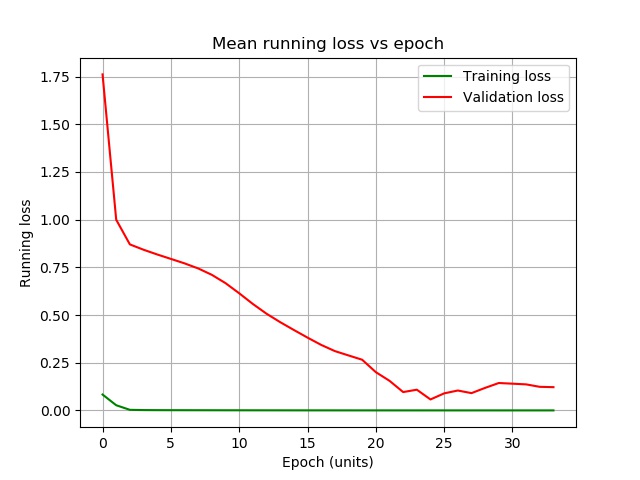 Mean running loss vs epoch
Training loss
Validation loss
1.75
1.50
1.25
1.00
0.75
0.50
0.25
0.00
Running loss
0 5 10 15 20 25 30
Epoch (units)